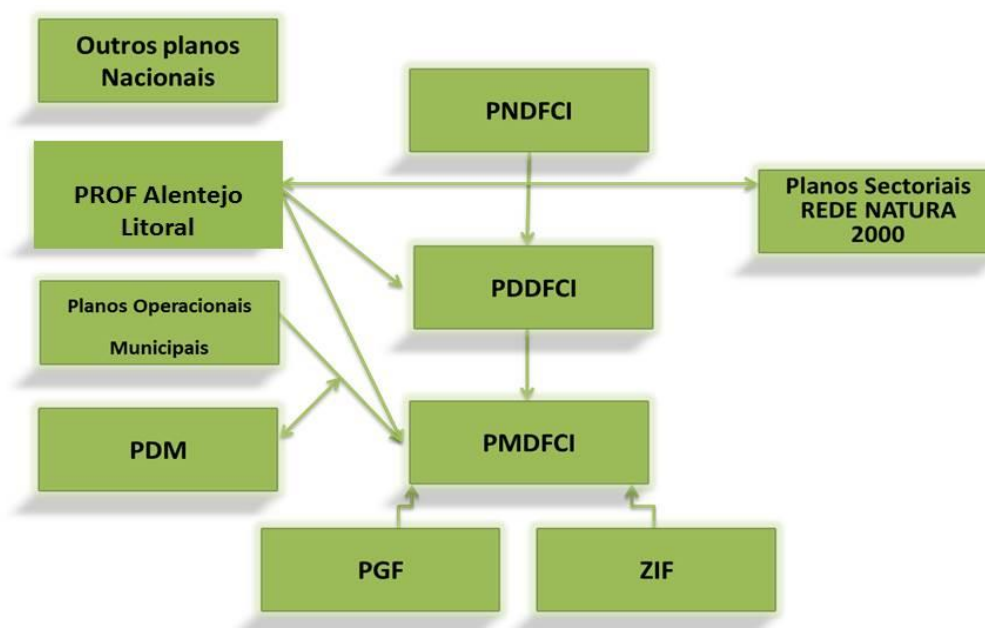 Outros planos
Nacionais
PNDFCI
PROF Alentejo
Litoral
Planos Sectoriais
REDE NATURA
2000
PDDFCI
Planos Operacionais
Municipais
PDM
PMDFCI
PGF
ZIF